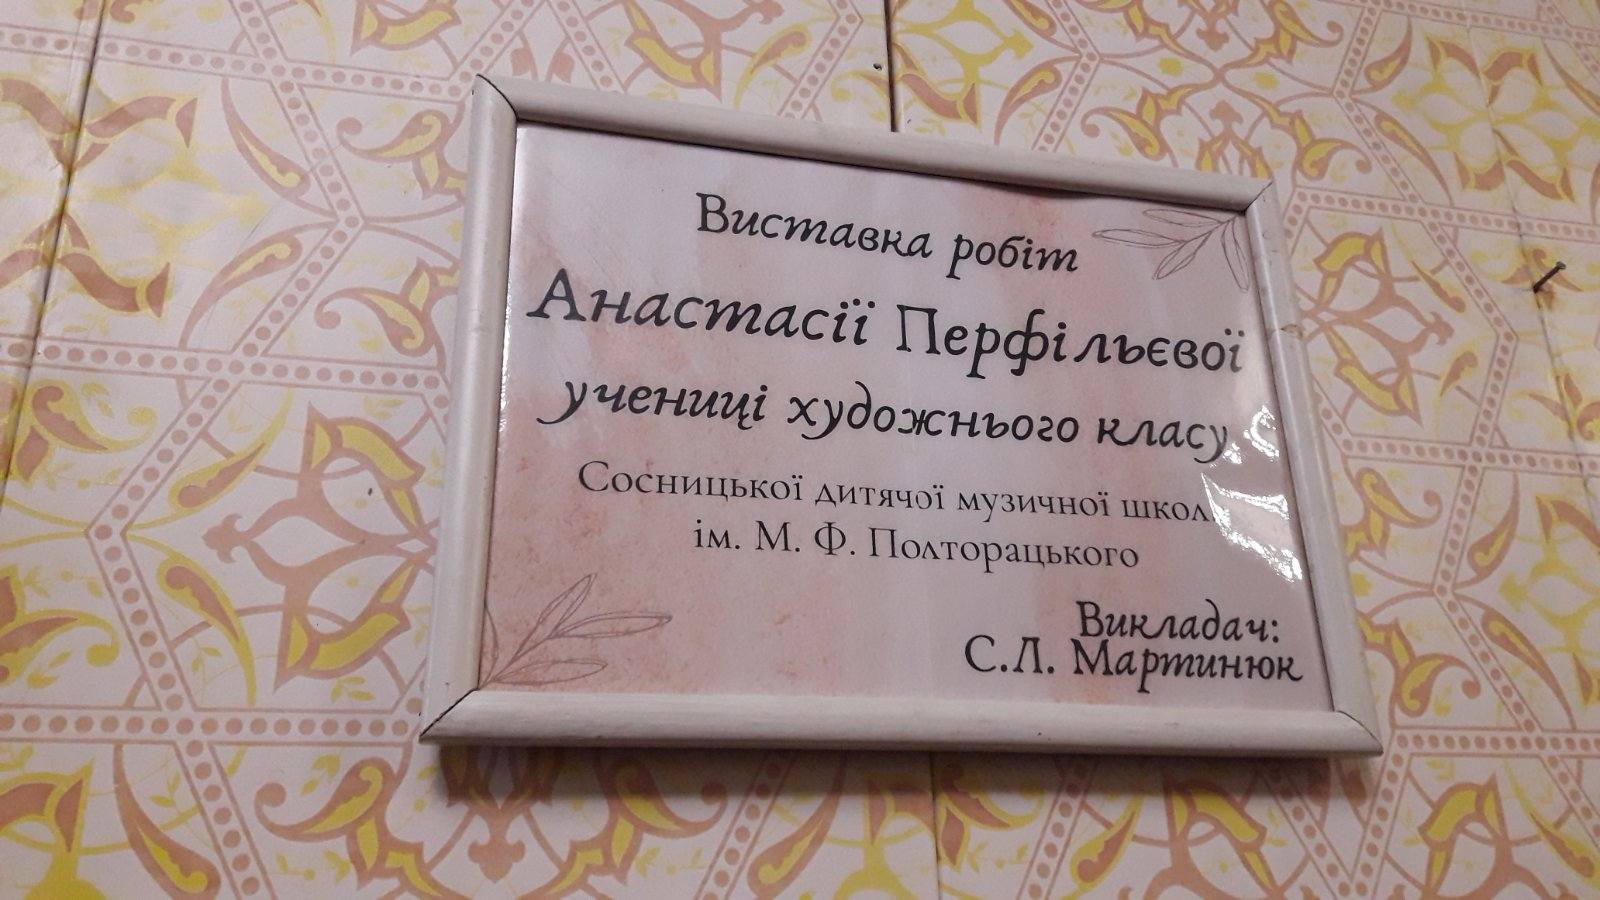 Виставка робіт
Анастасії Перфільєвої
учениці художнього класу
Сосницької дитячої музичної школи
ім. М. Ф. Полторацького
Викладач:
С.Л. Мартинюк